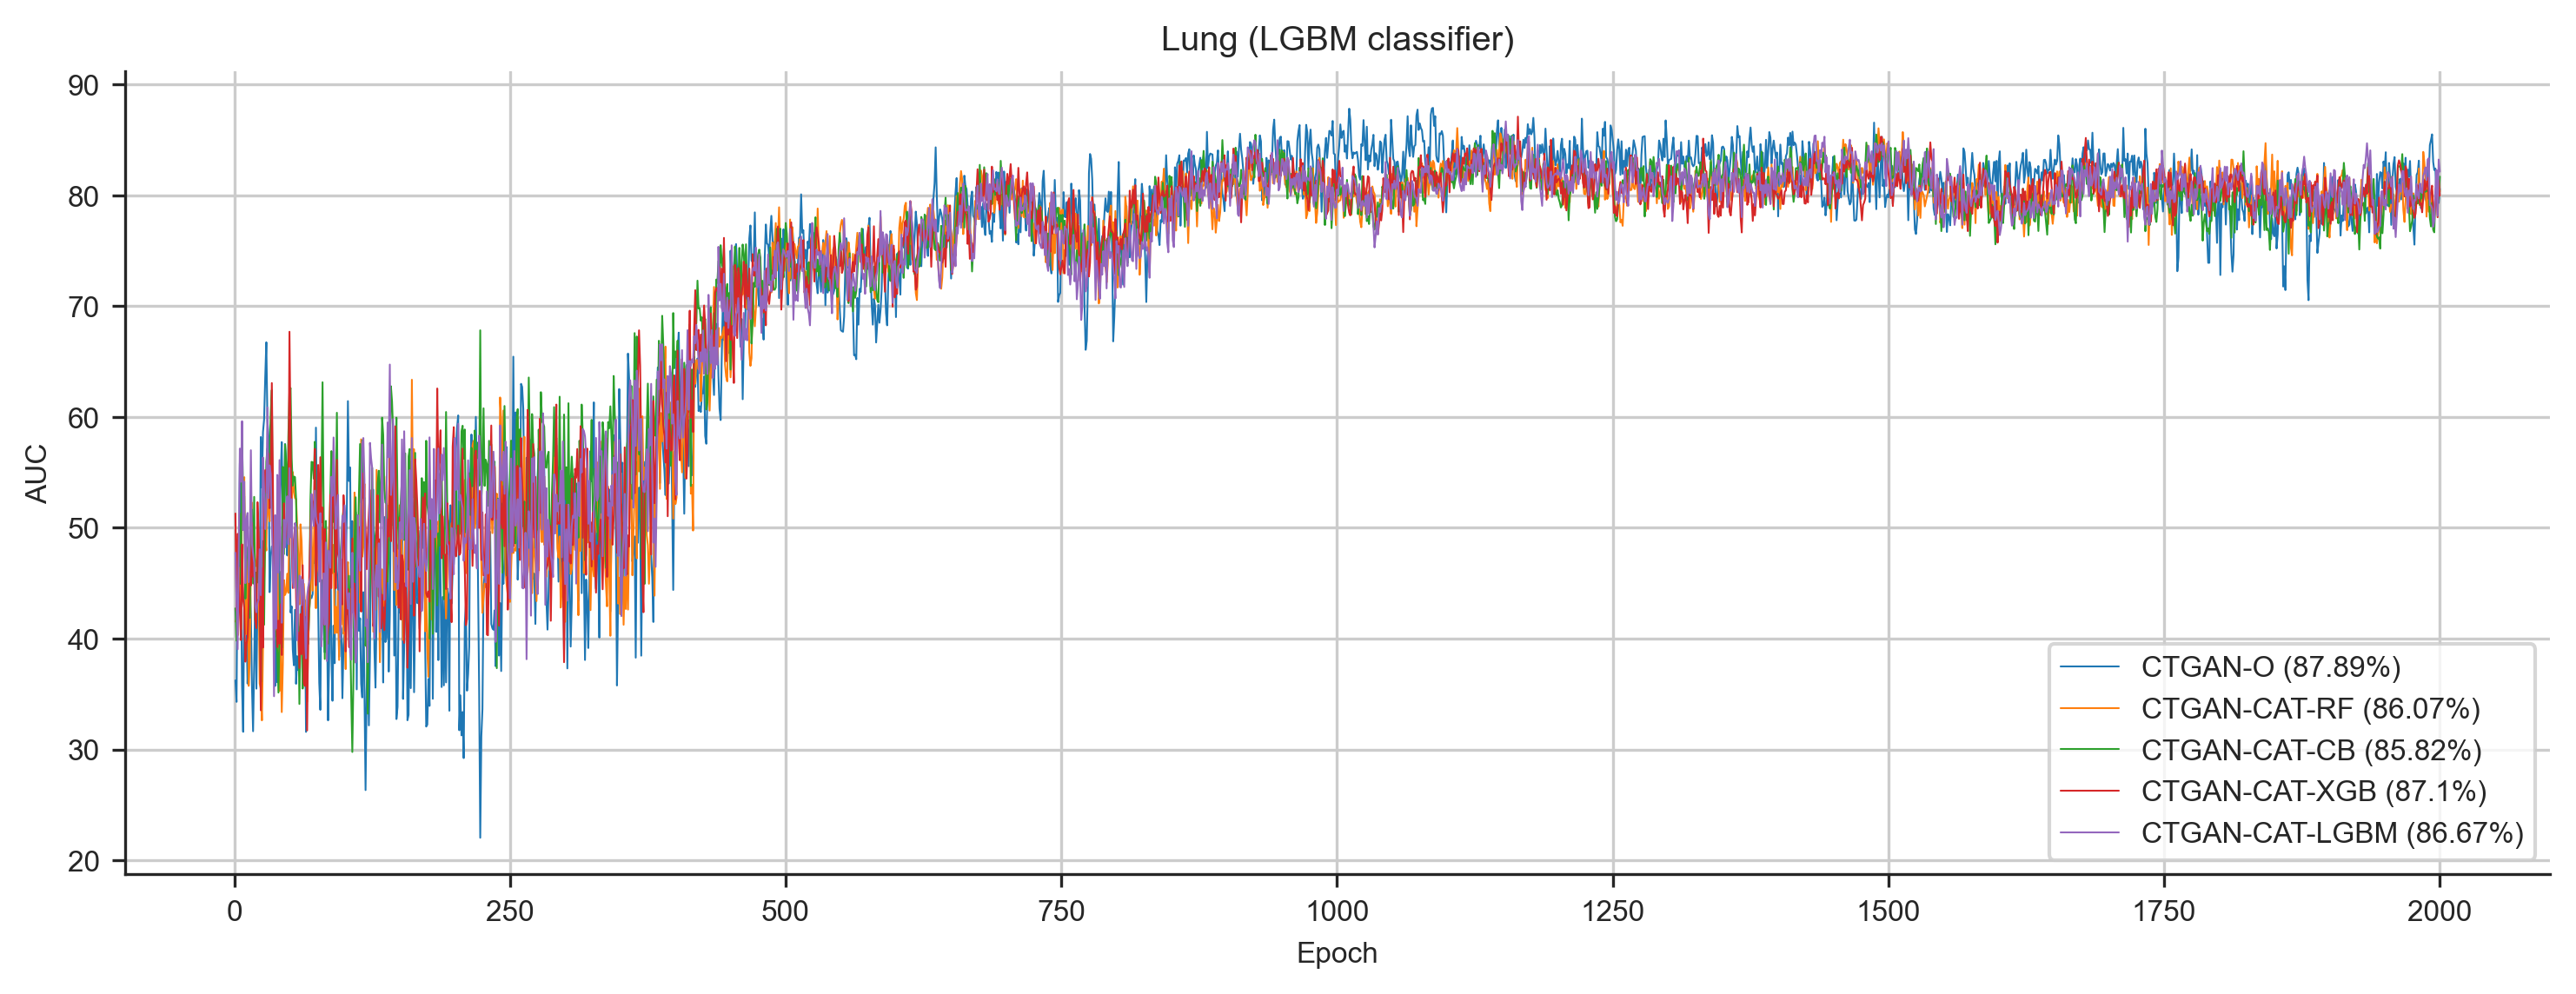 Lung (LGBM classifier)
AUC
90
80
70
60
50
40
30
20
0 250 500 750 1000 1250 1500 1750 2000
Epoch
CTGAN-O (87.89%)
CTGAN-CAT-RF (86.07%)
CTGAN-CAT-CB (85.82%)
CTGAN-CAT-XGB (87.1%)
CTGAN-CAT-LGBM (86.67%)